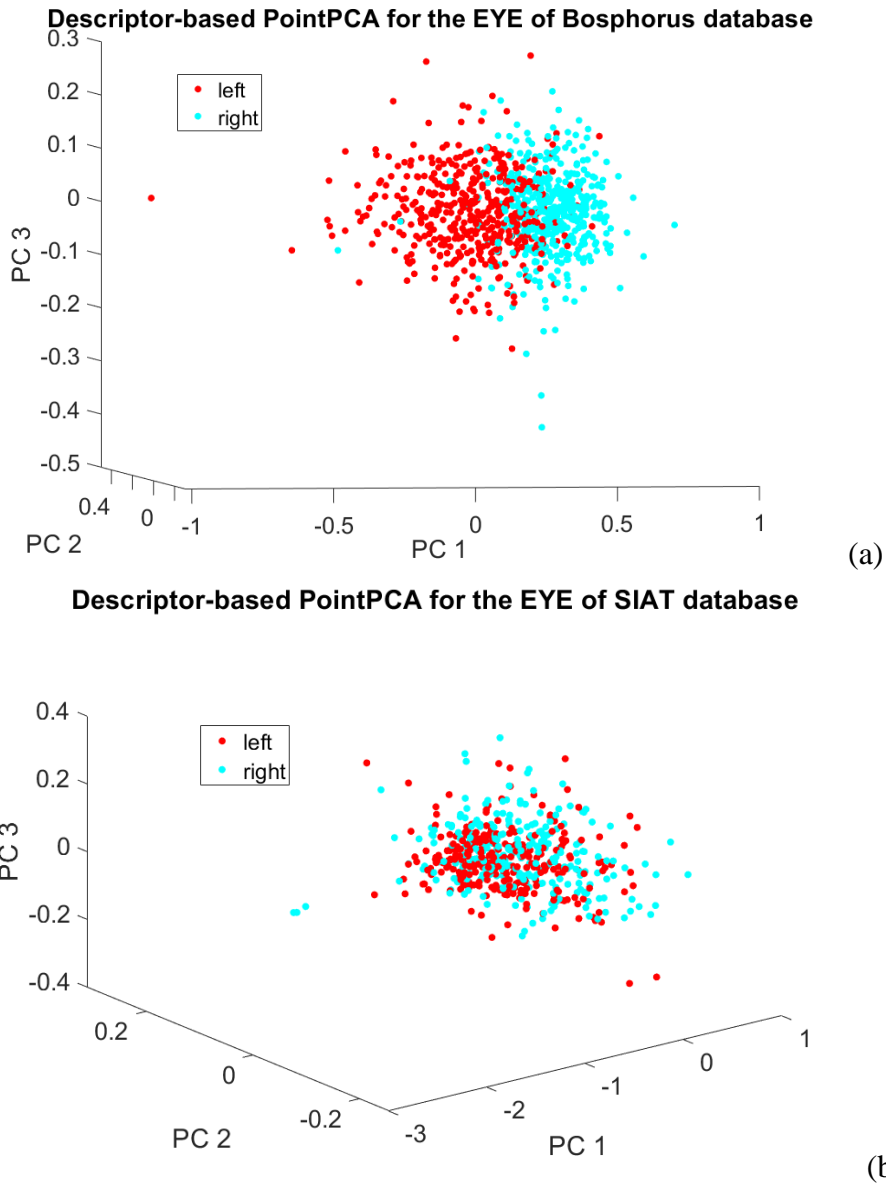 Descriptor-based PointPCA for the EYE of Bosphorus database
0.3
0.2
0.1
0
-0.1
-0.2
-0.3
-0.4
-0.5
PC 3
left
right
0.4
0
PC 2
-1
-0.5
0
0.5
1
PC 1
(a)
Descriptor-based PointPCA for the EYE of SIAT database
0.4
0.2
0
-0.2
-0.4
PC 3
left
right
0.2
0
-0.2
PC 2
-3
-2
-1
0
1
PC 1
(b